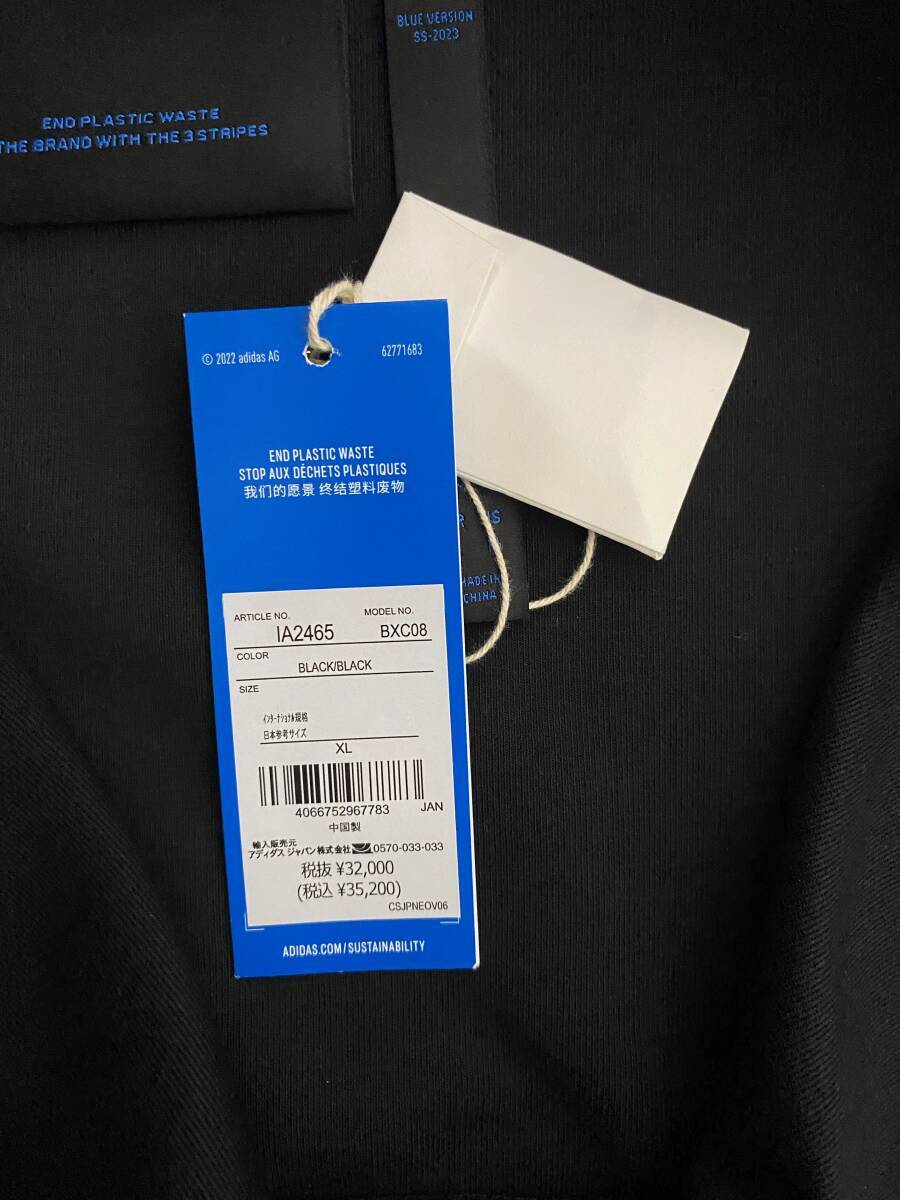 BLUE VERSION
SS-2023
END PLASTIC WASTE
THE BRAND WITH THE 3 STRIPES
© 2022 adidas AG
62771683
END PLASTIC WASTE
STOP AUX DÉCHETS PLASTIQUES
我们的愿景 终结塑料废物
MADE IN
CHINA
ARTICLE NO. MODEL NO.
IA2465 BXC08
COLOR
BLACK/BLACK
SIZE
インターナショナル規格
日本参考サイズ
XL
4066752967783 JAN
中国製
輸入販売元
アディダス ジャパン株式会社 0570-033-033
税抜 ¥32,000
(税込 ¥35,200)
CSJPNEOV06
ADIDAS.COM/SUSTAINABILITY